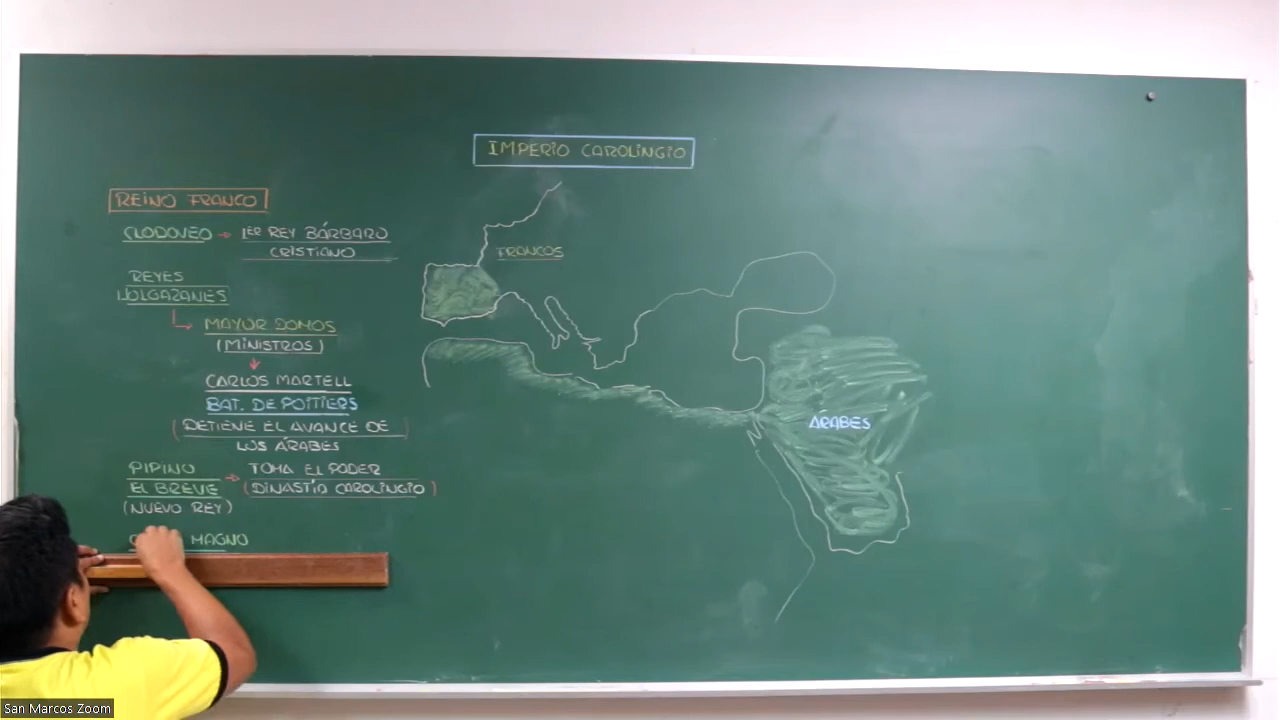 IMPERIO CAROLINGIO
REINO FRANCO
CLODOVEO → 1ER REY BÁRBARO
CRISTIANO
FRANCOS
REYES
HOLGAZANES
MAYORDOMOS
(MINISTROS)
CARLOS MARTELL
BAT. DE POITIERS
(DETIENE EL AVANCE DE
LOS ÁRABES
ÁRABES
PIPINO
EL BREVE
(NUEVO REY)
→ TOMA EL PODER
(DINASTÍA CAROLINGIO)
MAGNO
San Marcos Zoom